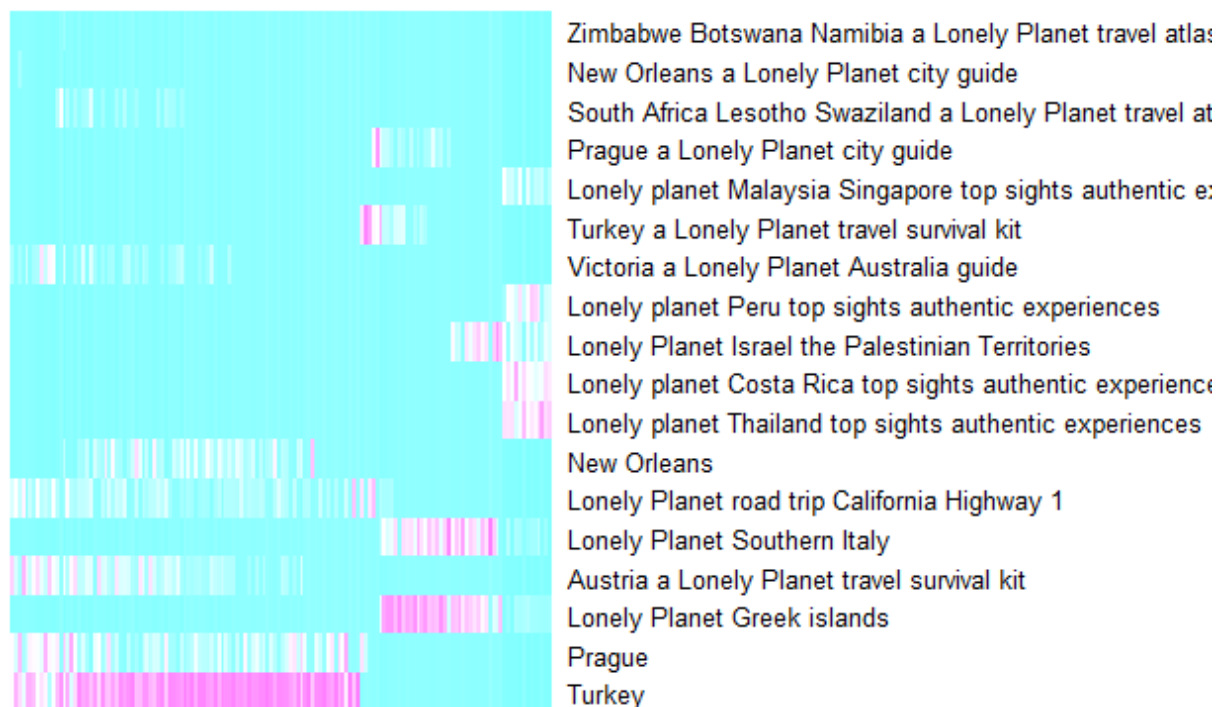 Zimbabwe Botswana Namibia a Lonely Planet travel atlas
New Orleans a Lonely Planet city guide
South Africa Lesotho Swaziland a Lonely Planet travel at
Prague a Lonely Planet city guide
Lonely planet Malaysia Singapore top sights authentic ex
Turkey a Lonely Planet travel survival kit
Victoria a Lonely Planet Australia guide
Lonely planet Peru top sights authentic experiences
Lonely Planet Israel the Palestinian Territories
Lonely planet Costa Rica top sights authentic experience
Lonely planet Thailand top sights authentic experiences
New Orleans
Lonely Planet road trip California Highway 1
Lonely Planet Southern Italy
Austria a Lonely Planet travel survival kit
Lonely Planet Greek islands
Prague
Turkey